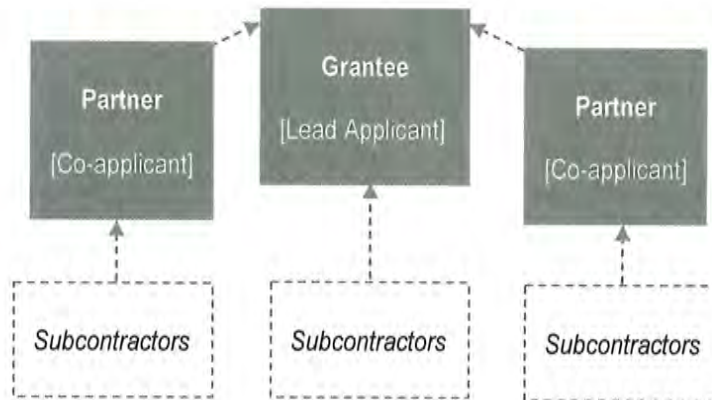 Partner
[Co-applicant]
Grantee
[Lead Applicant]
Partner
[Co-applicant]
Subcontractors
Subcontractors
Subcontractors